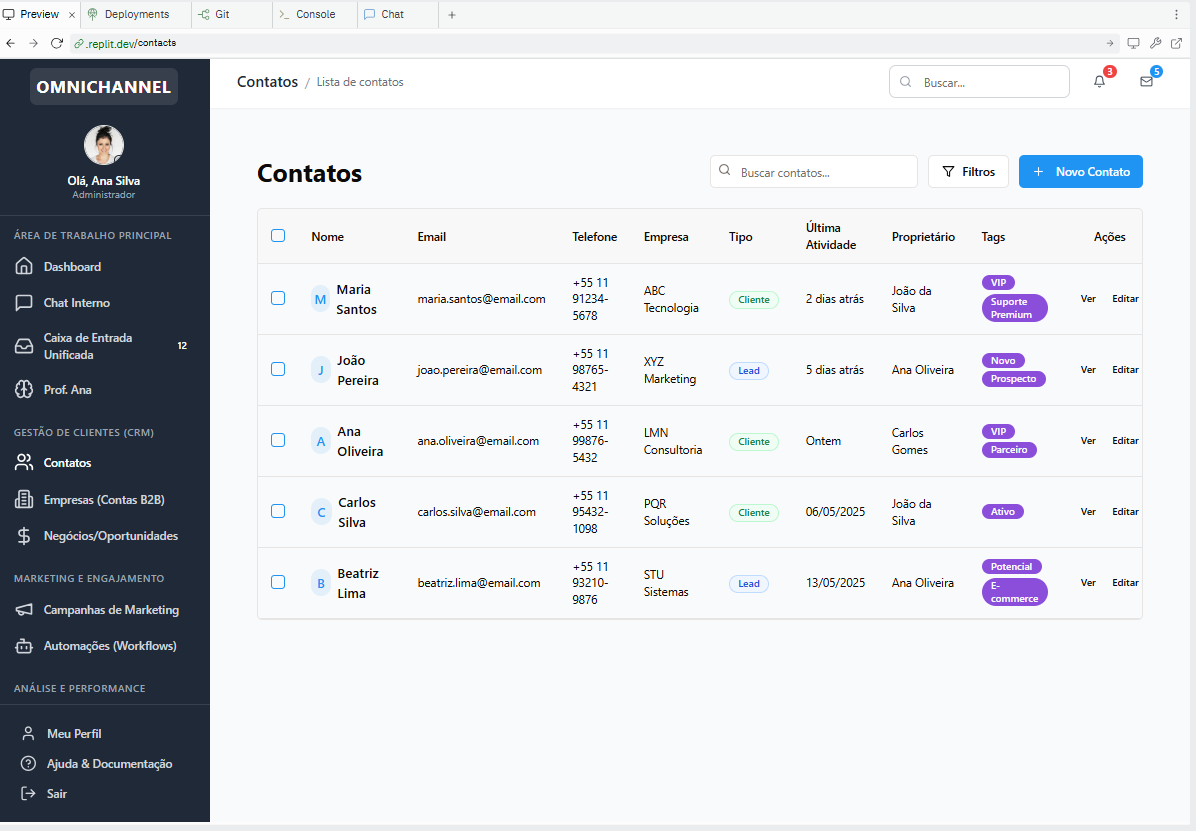 Preview
Deployments
Git
Console
Chat
.replit.dev/contacts
OMNICHANNEL
Olá, Ana Silva
Administrador
ÁREA DE TRABALHO PRINCIPAL
Dashboard
Chat Interno
Caixa de Entrada
Unificada
12
Prof. Ana
GESTÃO DE CLIENTES (CRM)
Contatos
Empresas (Contas B2B)
Negócios/Oportunidades
MARKETING E ENGAJAMENTO
Campanhas de Marketing
Automações (Workflows)
ANÁLISE E PERFORMANCE
Meu Perfil
Ajuda & Documentação
Sair
Contatos / Lista de contatos
Buscar...
3
5
Contatos
Buscar contatos...
Filtros
+ Novo Contato
Nome
Email
Telefone
Empresa
Tipo
Última
Atividade
Proprietário
Tags
Ações
M
Maria
Santos
maria.santos@email.com
+55 11
91234-
5678
ABC
Tecnologia
Cliente
2 dias atrás
João da
Silva
VIP
Suporte
Premium
Ver
Editar
J
João
Pereira
joao.pereira@email.com
+55 11
98765-
4321
XYZ
Marketing
Lead
5 dias atrás
Ana Oliveira
Novo
Prospecto
Ver
Editar
A
Ana
Oliveira
ana.oliveira@email.com
+55 11
99876-
5432
LMN
Consultoria
Cliente
Ontem
Carlos
Gomes
VIP
Parceiro
Ver
Editar
C
Carlos
Silva
carlos.silva@email.com
+55 11
95432-
1098
PQR
Soluções
Cliente
06/05/2025
João da
Silva
Ativo
Ver
Editar
B
Beatriz
Lima
beatriz.lima@email.com
+55 11
93210-
9876
STU
Sistemas
Lead
13/05/2025
Ana Oliveira
Potencial
E-
commerce
Ver
Editar